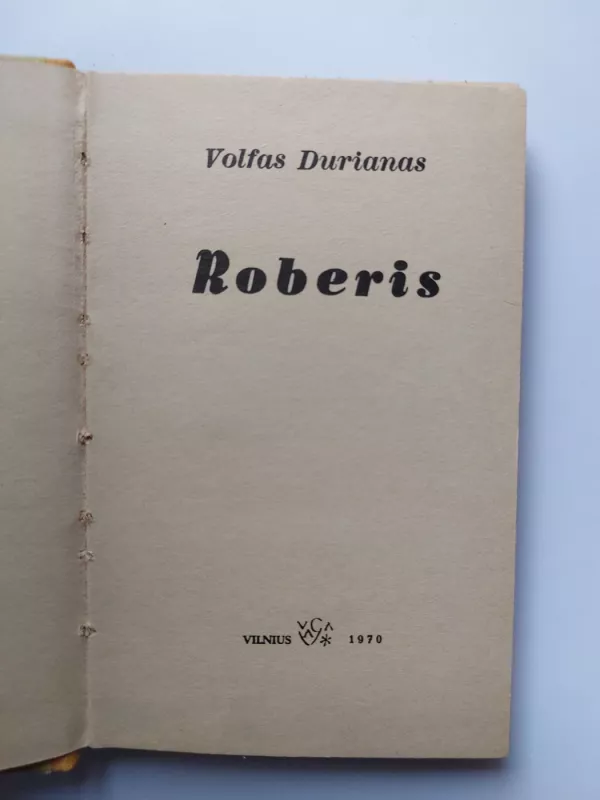 Volfas Durianas
Roberis
VILNIUS 1970